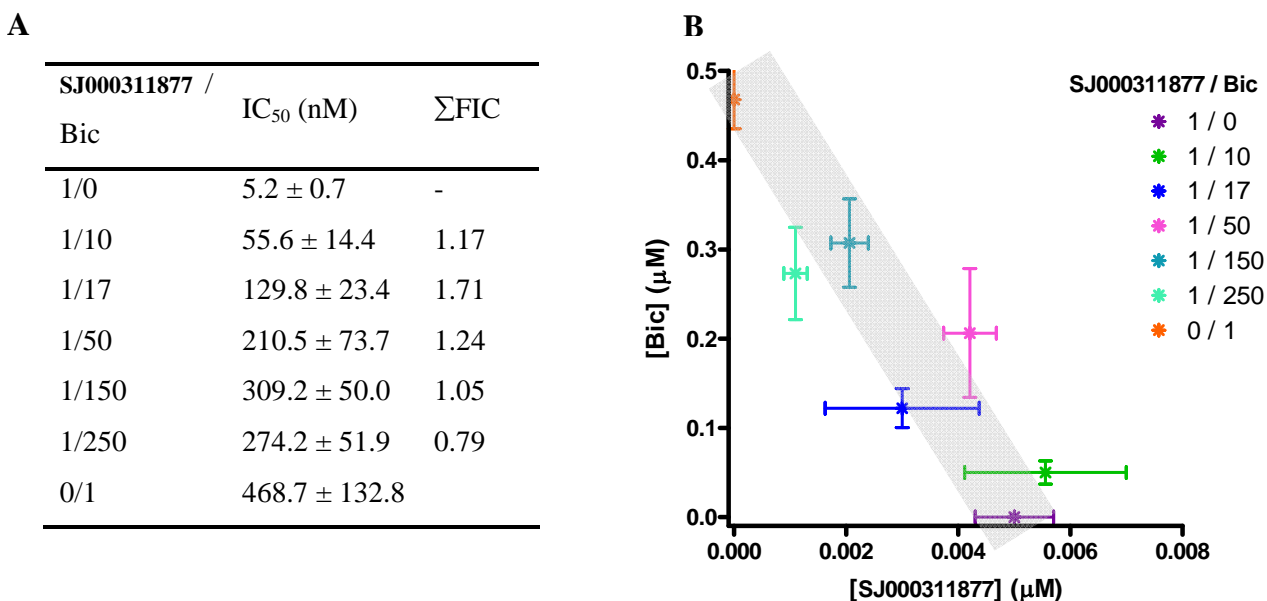 A
SJ000311877 / Bic IC50 (nM) ∑FIC
1/0 5.2 ± 0.7 -
1/10 55.6 ± 14.4 1.17
1/17 129.8 ± 23.4 1.71
1/50 210.5 ± 73.7 1.24
1/150 309.2 ± 50.0 1.05
1/250 274.2 ± 51.9 0.79
0/1 468.7 ± 132.8
B
[Bic] (μM)
0.5
0.4
0.3
0.2
0.1
0.0
0.000 0.002 0.004 0.006 0.008
[SJ000311877] (μM)
SJ000311877 / Bic
1 / 0
1 / 10
1 / 17
1 / 50
1 / 150
1 / 250
0 / 1